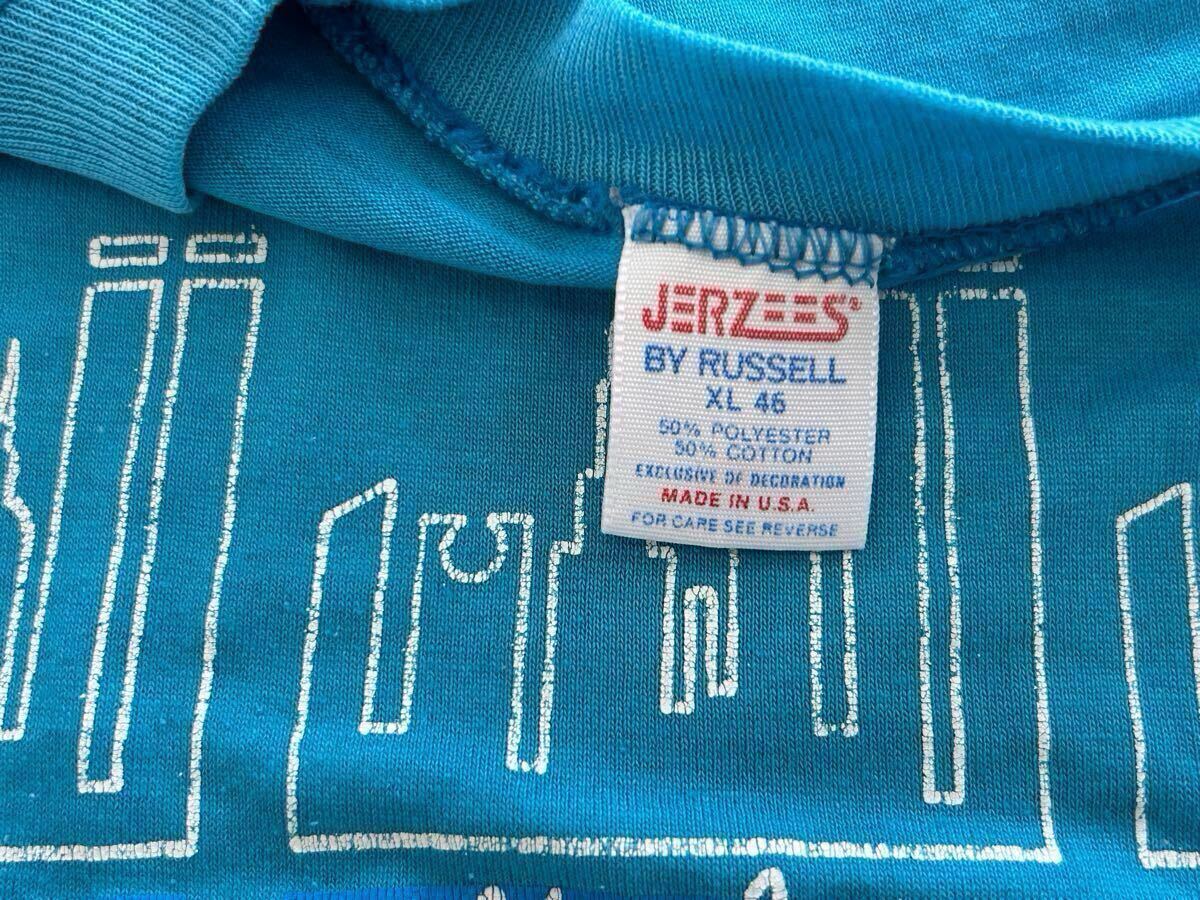 JERZEES®
BY RUSSELL
XL 46
50% POLYESTER
50% COTTON
EXCLUSIVE OF DECORATION
MADE IN U.S.A.
FOR CARE SEE REVERSE